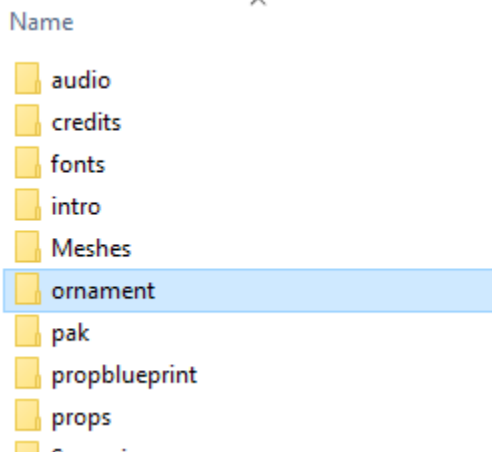 Name
audio
credits
fonts
intro
Meshes
ornament
pak
propblueprint
props